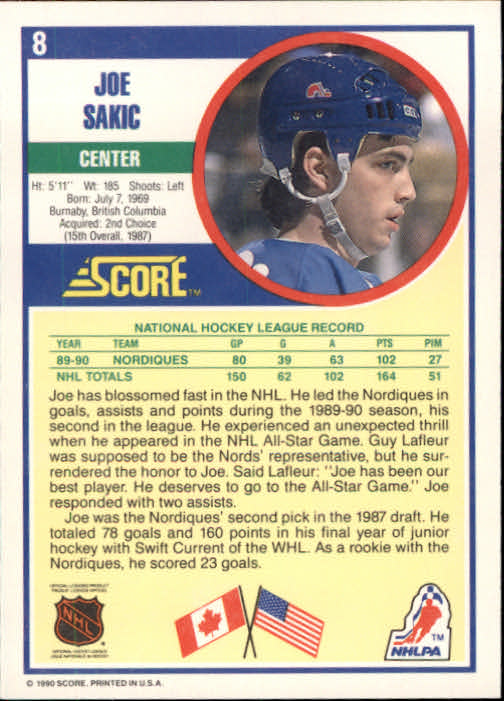 8
JOE
SAKIC
CENTER
Ht: 5'11" Wt: 185 Shoots: Left
Born: July 7, 1969
Burnaby, British Columbia
Acquired: 2nd Choice
(15th Overall, 1987)
SCORE TM
NATIONAL HOCKEY LEAGUE RECORD
YEAR TEAM GP G A PTS PIM
89-90 NORDIQUES 80 39 63 102 27
NHL TOTALS 150 62 102 164 51
Joe has blossomed fast in the NHL. He led the Nordiques in
goals, assists and points during the 1989-90 season, his
second in the league. He experienced an unexpected thrill
when he appeared in the NHL All-Star Game. Guy Lafleur
was supposed to be the Nords' representative, but he sur-
rendered the honor to Joe. Said Lafleur: "Joe has been our
best player. He deserves to go to the All-Star Game." Joe
responded with two assists.
Joe was the Nordiques' second pick in the 1987 draft. He
totaled 78 goals and 160 points in his final year of junior
hockey with Swift Current of the WHL. As a rookie with the
Nordiques, he scored 23 goals.
OFFICIAL LICENSED PRODUCT
NHL
NATIONAL HOCKEY LEAGUE
NHLPA TM
© 1990 SCORE. PRINTED IN U.S.A.